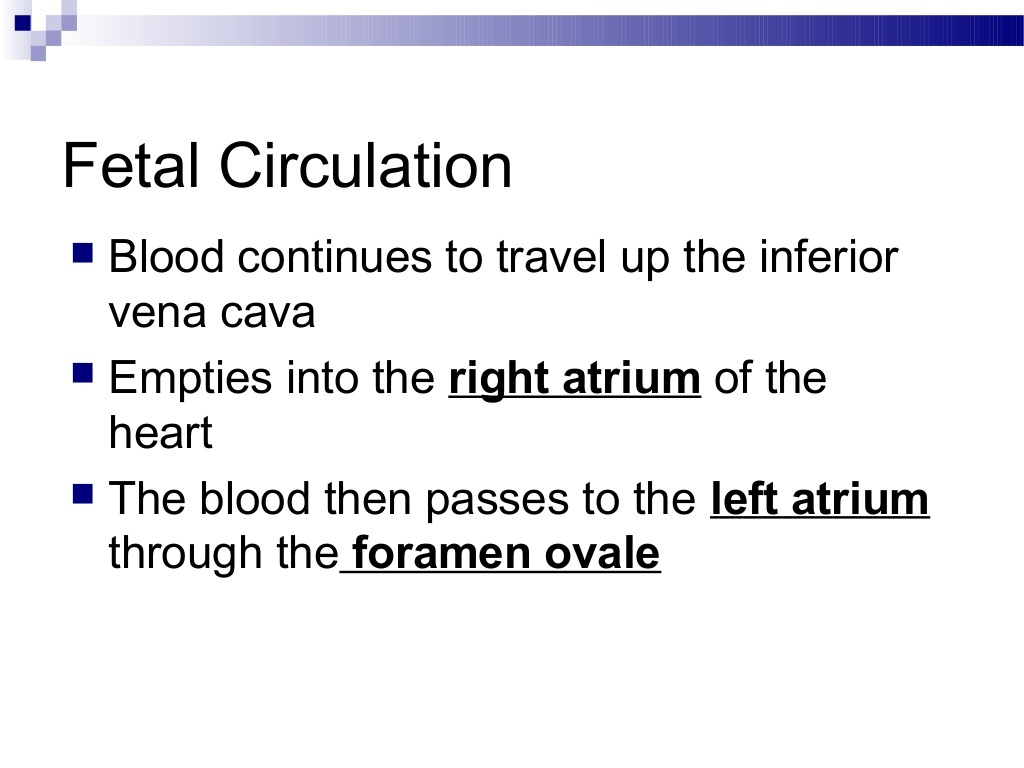 Fetal Circulation
Blood continues to travel up the inferior
vena cava
Empties into the right atrium of the
heart
The blood then passes to the left atrium
through the foramen ovale